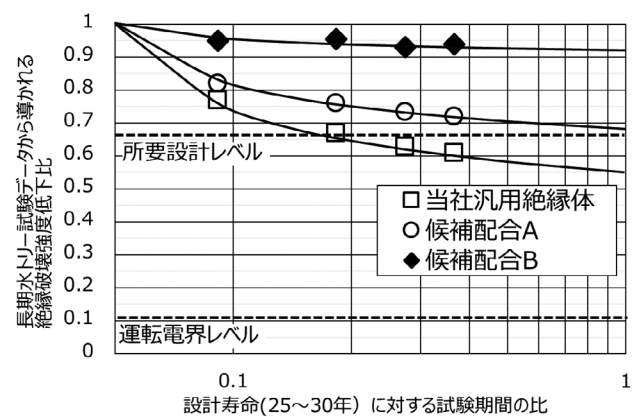 長期水トリー試験データから導かれる
絶縁破壊強度低下比
1
0.9
0.8
0.7
0.6
0.5
0.4
0.3
0.2
0.1
0
所要設計レベル
当社汎用絶縁体
候補配合A
候補配合B
運転電界レベル
0.1
1
設計寿命(25～30年）に対する試験期間の比